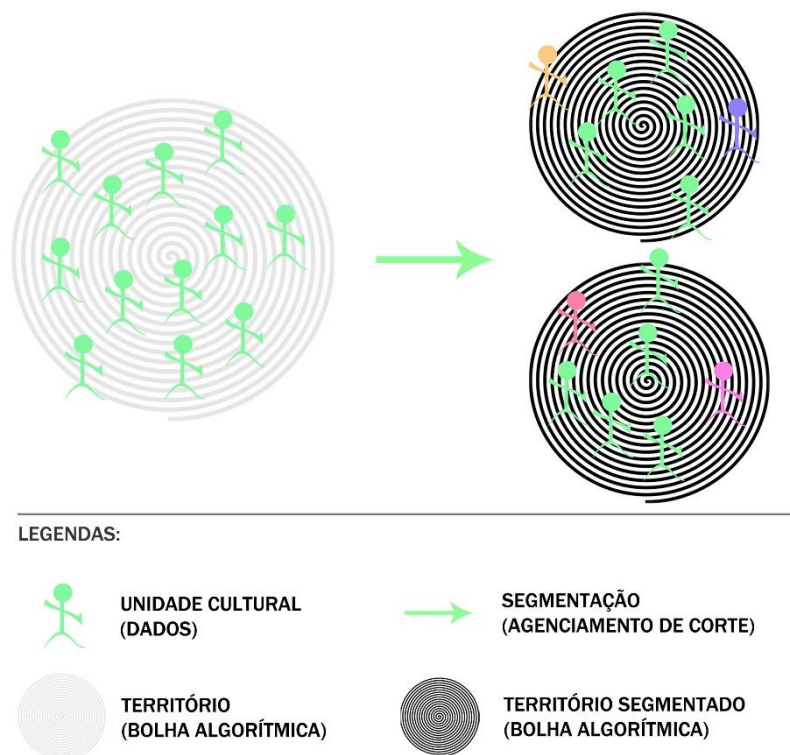 LEGENDAS:
UNIDADE CULTURAL
(DADOS)
SEGMENTAÇÃO
(AGENCIAMENTO DE CORTE)
TERRITÓRIO
(BOLHA ALGORÍTMICA)
TERRITÓRIO SEGMENTADO
(BOLHA ALGORÍTMICA)